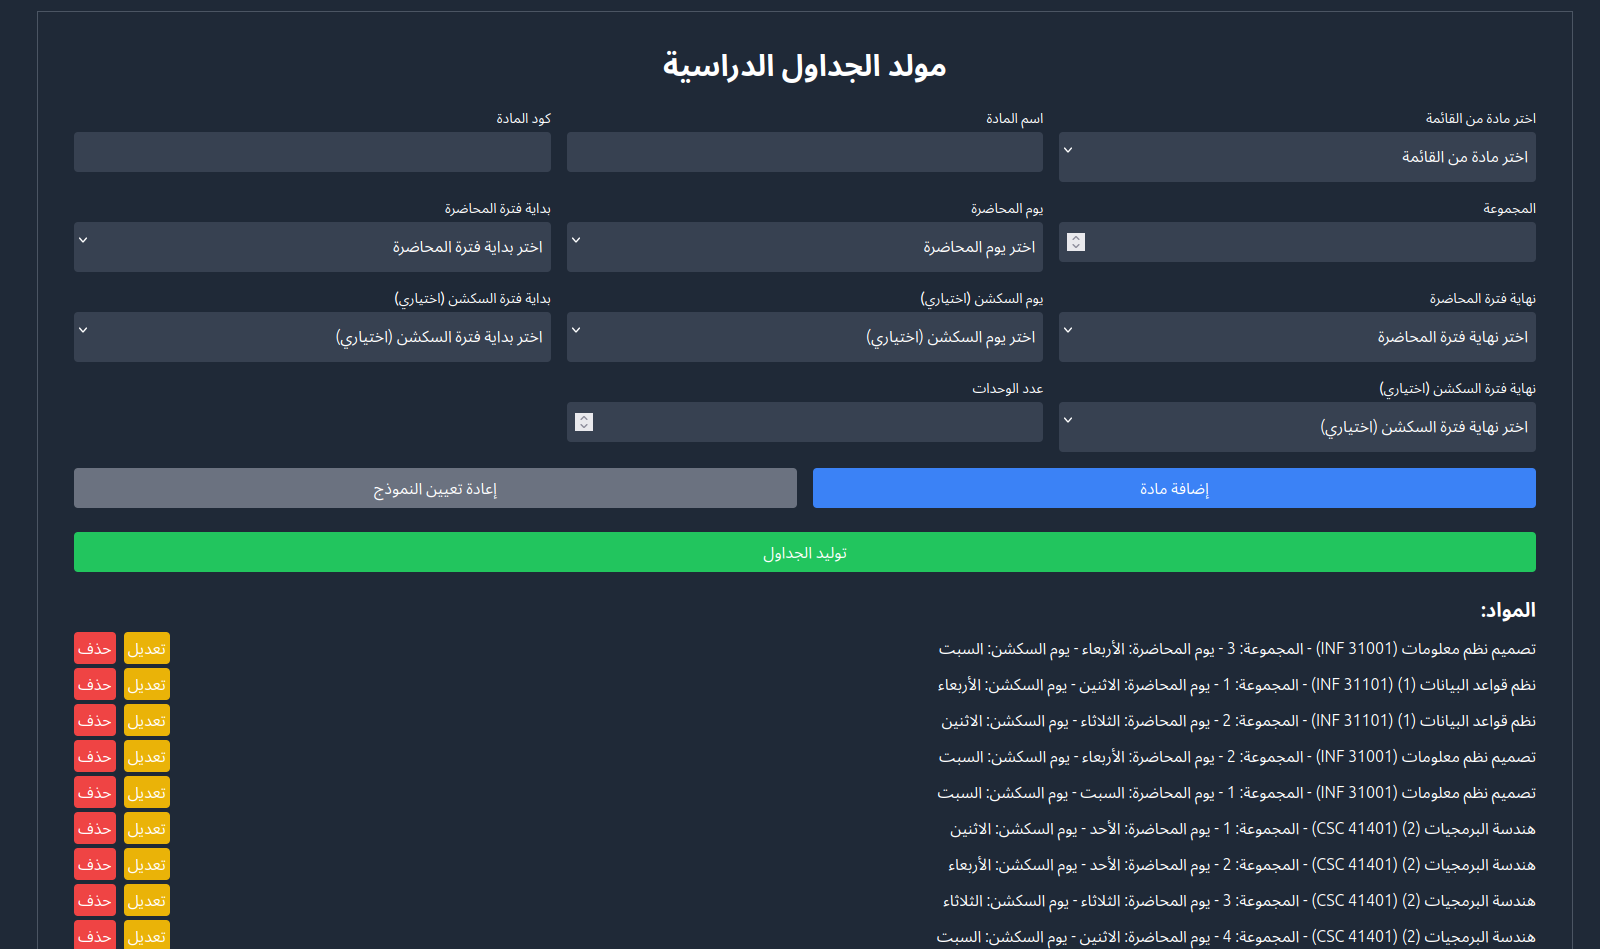 مولد الجداول الدراسية
اختر مادة من القائمة
اسم المادة
كود المادة
اختر مادة من القائمة
المجموعة
يوم المحاضرة
بداية فترة المحاضرة
اختر يوم المحاضرة
اختر بداية فترة المحاضرة
نهاية فترة المحاضرة
يوم السكشن (اختياري)
بداية فترة السكشن (اختياري)
اختر نهاية فترة المحاضرة
اختر يوم السكشن (اختياري)
اختر بداية فترة السكشن (اختياري)
نهاية فترة السكشن (اختياري)
عدد الوحدات
اختر نهاية فترة السكشن (اختياري)
إضافة مادة
إعادة تعيين النموذج
توليد الجداول
المواد:
تصميم نظم معلومات (INF 31001) - المجموعة: 3 - يوم المحاضرة: الأربعاء - يوم السكشن: السبت تعديل حذف
نظم قواعد البيانات (1) (INF 31101) - المجموعة: 1 - يوم المحاضرة: الاثنين - يوم السكشن: الأربعاء تعديل حذف
نظم قواعد البيانات (1) (INF 31101) - المجموعة: 2 - يوم المحاضرة: الثلاثاء - يوم السكشن: الاثنين تعديل حذف
تصميم نظم معلومات (INF 31001) - المجموعة: 2 - يوم المحاضرة: الأربعاء - يوم السكشن: السبت تعديل حذف
تصميم نظم معلومات (INF 31001) - المجموعة: 1 - يوم المحاضرة: السبت - يوم السكشن: السبت تعديل حذف
هندسة البرمجيات (2) (CSC 41401) - المجموعة: 1 - يوم المحاضرة: الأحد - يوم السكشن: الاثنين تعديل حذف
هندسة البرمجيات (2) (CSC 41401) - المجموعة: 2 - يوم المحاضرة: الأحد - يوم السكشن: الأربعاء تعديل حذف
هندسة البرمجيات (2) (CSC 41401) - المجموعة: 3 - يوم المحاضرة: الثلاثاء - يوم السكشن: الثلاثاء تعديل حذف
هندسة البرمجيات (2) (CSC 41401) - المجموعة: 4 - يوم المحاضرة: الاثنين - يوم السكشن: السبت تعديل حذف